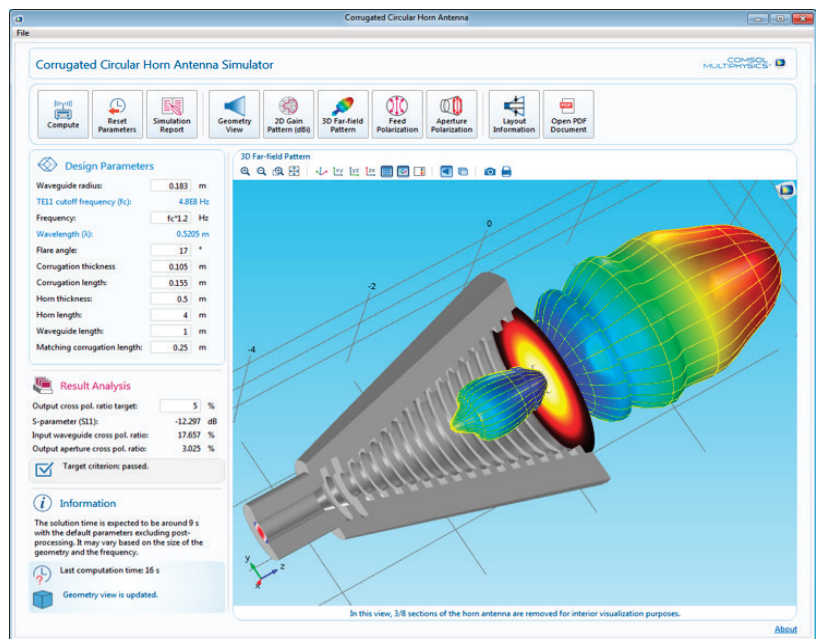 Corrugated Circular Horn Antenna
File
Corrugated Circular Horn Antenna Simulator
COMSOL
MULTIPHYSICS
Compute
Reset
Parameters
Simulation
Report
Geometry
View
2D Gain
Pattern (dBi)
3D Far-field
Pattern
Feed
Polarization
Aperture
Polarization
Layout
Information
PDF
Open PDF
Document
Design Parameters
Waveguide radius: 0.183 m
TE11 cutoff frequency (fc): 4.8E8 Hz
Frequency: fc*1.2 Hz
Wavelength (λ): 0.5205 m
Flare angle: 17 °
Corrugation thickness 0.105 m
Corrugation length: 0.155 m
Horn thickness: 0.5 m
Horn length: 4 m
Waveguide length: 1 m
Matching corrugation length: 0.25 m
Result Analysis
Output cross pol. ratio target: 5 %
S-parameter (S11): -12.297 dB
Input waveguide cross pol. ratio: 17.657 %
Output aperture cross pol. ratio: 3.025 %
Target criterion: passed.
Information
The solution time is expected to be around 9 s
with the default parameters excluding post-
processing. It may vary based on the size of the
geometry and the frequency.
Last computation time: 16 s
Geometry view is updated.
3D Far-field Pattern
xy yz zx
0
-2
-4
y
z
x
In this view, 3/8 sections of the horn antenna are removed for interior visualization purposes.
About